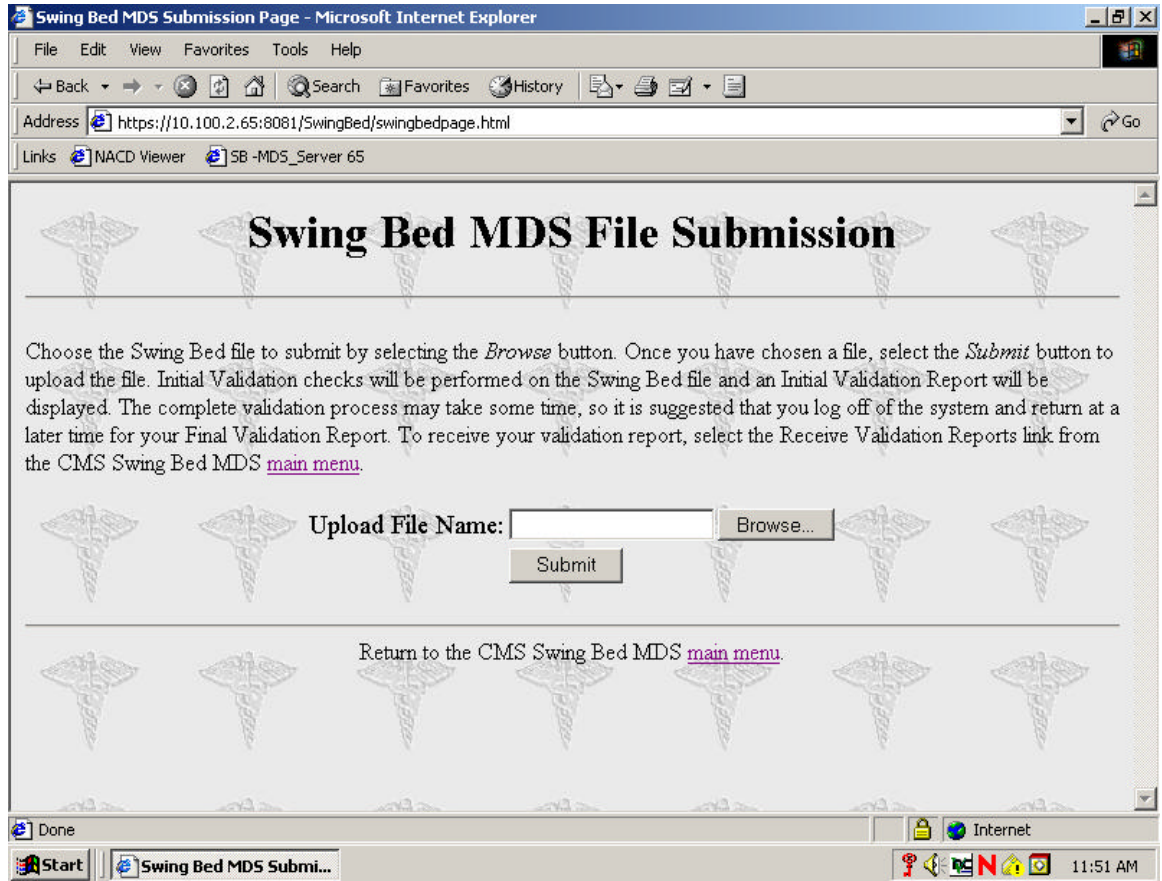 Swing Bed MDS Submission Page - Microsoft Internet Explorer
File Edit View Favorites Tools Help
Back Search Favorites History
Address https://10.100.2.65:8081/SwingBed/swingbedpage.html Go
Links NACD Viewer SB -MDS_Server 65
Swing Bed MDS File Submission
Choose the Swing Bed file to submit by selecting the Browse button. Once you have chosen a file, select the Submit button to
upload the file. Initial Validation checks will be performed on the Swing Bed file and an Initial Validation Report will be
displayed. The complete validation process may take some time, so it is suggested that you log off of the system and return at a
later time for your Final Validation Report. To receive your validation report, select the Receive Validation Reports link from
the CMS Swing Bed MDS main menu.
Upload File Name: Browse...
Submit
Return to the CMS Swing Bed MDS main menu.
Done Internet
Start Swing Bed MDS Submi... N 11:51 AM